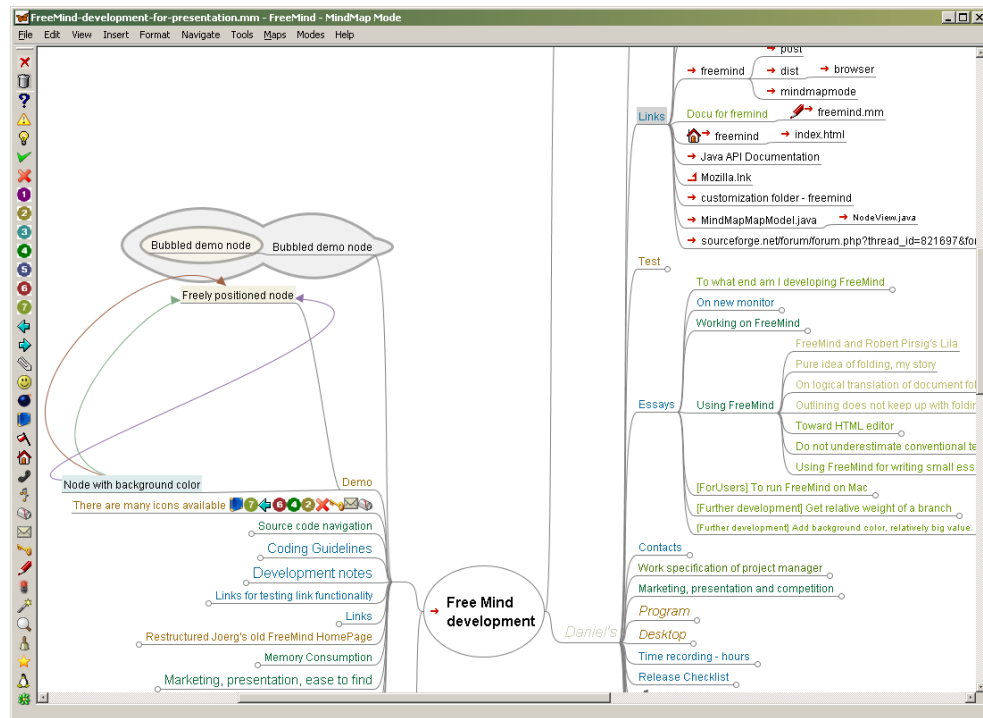 FreeMind-development-for-presentation.mm - FreeMind - MindMap Mode
File Edit View Insert Format Navigate Tools Maps Modes Help
post
freemind
dist
browser
mindmapmode
Links
Docu for fremind
freemind.mm
freemind
index.html
Java API Documentation
Mozilla.lnk
customization folder - freemind
MindMapMapModel.java
NodeView.java
sourceforge.net/forum/forum.php?thread_id=821697&fo
Bubbled demo node
Bubbled demo node
Freely positioned node
Test
To what end am I developing FreeMind
On new monitor
Working on FreeMind
FreeMind and Robert Pirsig's Lila
Pure idea of folding, my story
On logical translation of document fol
Essays
Using FreeMind
Outlining does not keep up with foldin
Toward HTML editor
Do not underestimate conventional te
Using FreeMind for writing small ess
Node with background color
Demo
[ForUsers] To run FreeMind on Mac
There are many icons available
[Further development] Get relative weight of a branch
[Further development] Add background color, relatively big value.
Source code navigation
Coding Guidelines
Development notes
Links for testing link functionality
Links
Restructured Joerg's old FreeMind HomePage
Memory Consumption
Marketing, presentation, ease to find
Free Mind
development
Daniel's
Contacts
Work specification of project manager
Marketing, presentation and competition
Program
Desktop
Time recording - hours
Release Checklist